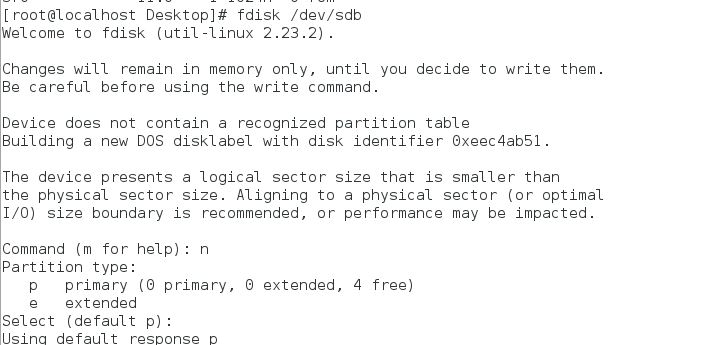 [root@localhost Desktop]# fdisk /dev/sdb
Welcome to fdisk (util-linux 2.23.2).
Changes will remain in memory only, until you decide to write them.
Be careful before using the write command.
Device does not contain a recognized partition table
Building a new DOS disklabel with disk identifier 0xeec4ab51.
The device presents a logical sector size that is smaller than
the physical sector size. Aligning to a physical sector (or optimal
I/O) size boundary is recommended, or performance may be impacted.
Command (m for help): n
Partition type:
   p   primary (0 primary, 0 extended, 4 free)
   e   extended
Select (default p):
Using default response p